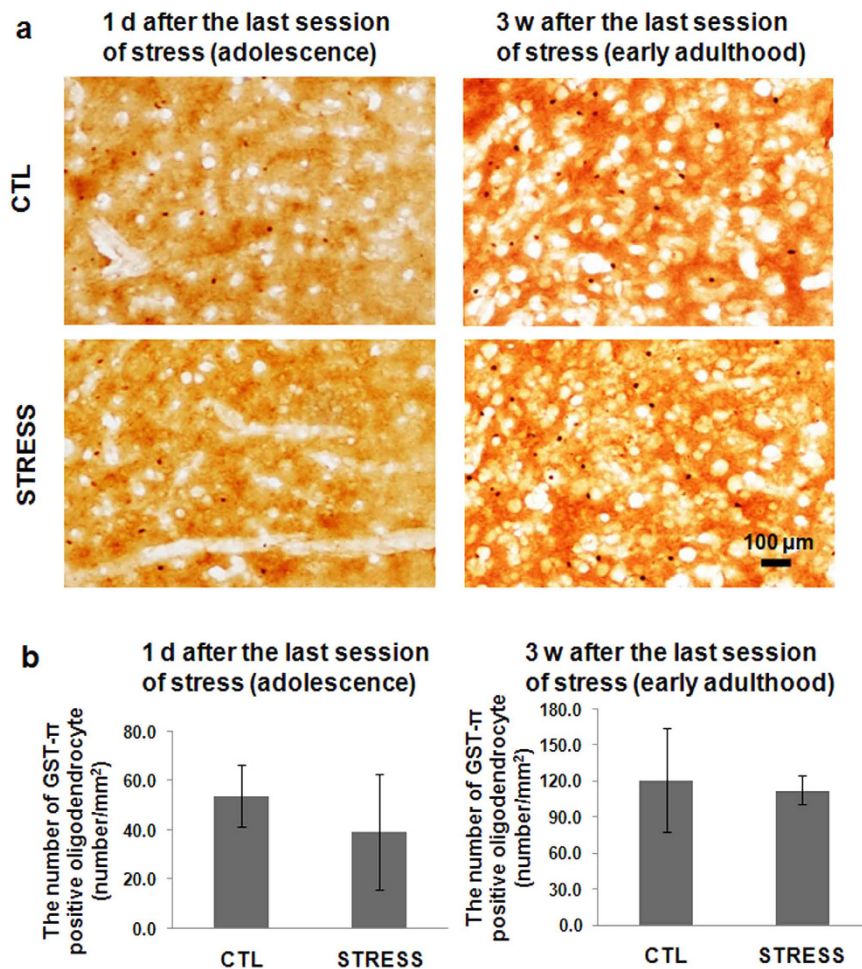 a
1 d after the last session
of stress (adolescence)
3 w after the last session
of stress (early adulthood)
CTL
STRESS
100 µm
b
1 d after the last session
of stress (adolescence)
The number of GST-π
positive oligodendrocyte
(number/mm²)
80.0
60.0
40.0
20.0
0.0
CTL
STRESS
3 w after the last session
of stress (early adulthood)
The number of GST-π
positive oligodendrocyte
(number/mm²)
180.0
150.0
120.0
90.0
60.0
30.0
0.0
CTL
STRESS